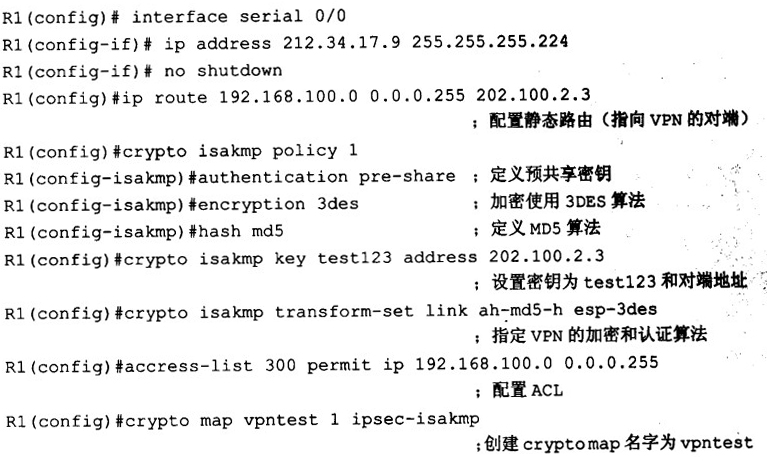 R1(config)# interface serial 0/0
R1(config-if)# ip address 212.34.17.9 255.255.255.224
R1(config-if)# no shutdown
R1(config)#ip route 192.168.100.0 0.0.0.255 202.100.2.3
; 配置静态路由（指向 VPN 的对端）
R1(config)#crypto isakmp policy 1
R1(config-isakmp)#authentication pre-share ; 定义预共享密钥
R1(config-isakmp)#encryption 3des ; 加密使用 3DES 算法
R1(config-isakmp)#hash md5 ; 定义 MD5 算法
R1(config)#crypto isakmp key test123 address 202.100.2.3
; 设置密钥为 test123 和对端地址
R1(config)#crypto isakmp transform-set link ah-md5-h esp-3des
; 指定 VPN 的加密和认证算法
R1(config)#accress-list 300 permit ip 192.168.100.0 0.0.0.255
; 配置 ACL
R1(config)#crypto map vpntest 1 ipsec-isakmp
;创建 cryptomap 名字为 vpntest